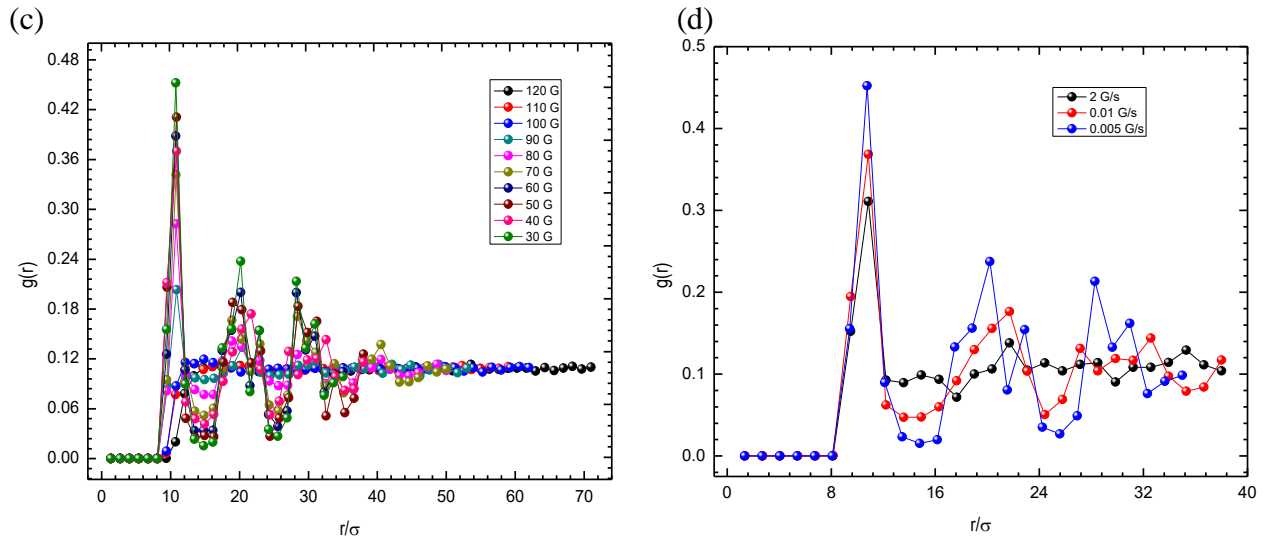 (c)
0.48
0.42
0.36
0.30
0.24
0.18
0.12
0.06
0.00
g(r)
0 10 20 30 40 50 60 70
r/σ
120 G
110 G
100 G
90 G
80 G
70 G
60 G
50 G
40 G
30 G
(d)
0.5
0.4
0.3
0.2
0.1
0.0
g(r)
0 8 16 24 32 40
r/σ
2 G/s
0.01 G/s
0.005 G/s